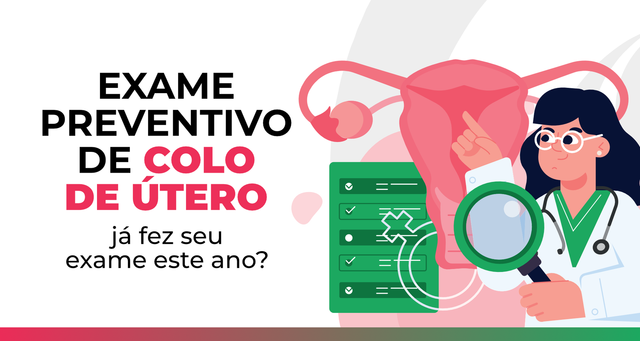 EXAME
PREVENTIVO
DE COLO
DE ÚTERO
já fez seu
exame este ano?